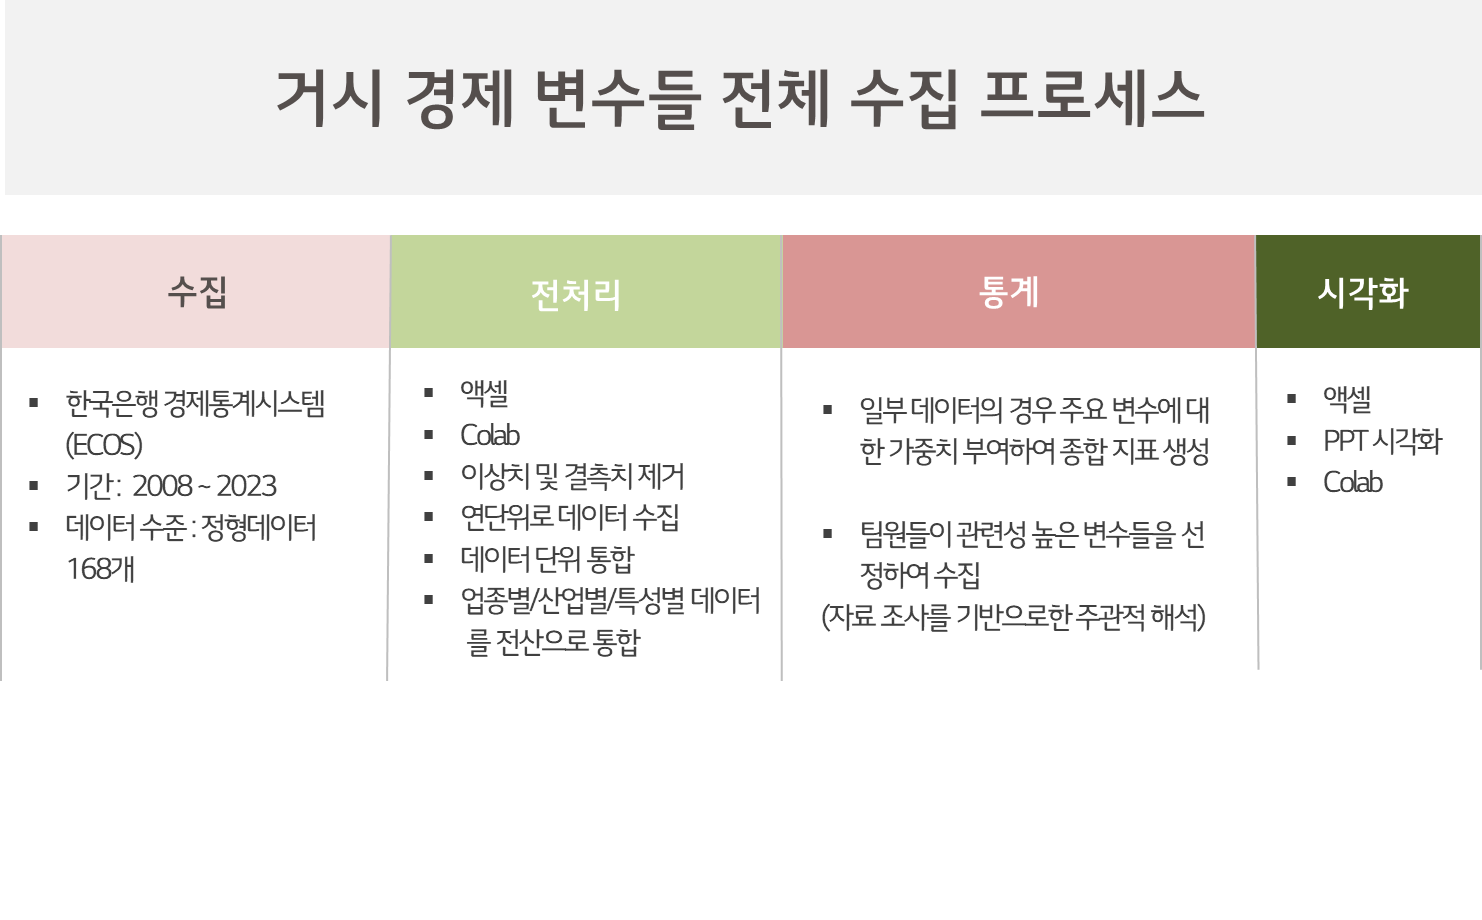 거시 경제 변수들 전체 수집 프로세스
수집
전처리
통계
시각화
▪ 한국은행 경제통계시스템
(ECOS)
▪ 기간 : 2008 ~ 2023
▪ 데이터 수준 : 정형데이터
168개
▪ 액셀
▪ Colab
▪ 이상치 및 결측치 제거
▪ 연단위로 데이터 수집
▪ 데이터 단위 통합
▪ 업종별/산업별/특성별 데이터
를 전산으로 통합
▪ 일부 데이터의 경우 주요 변수에 대
한 가중치 부여하여 종합 지표 생성
▪ 팀원들이 관련성 높은 변수들을 선
정하여 수집
(자료 조사를 기반으로한 주관적 해석)
▪ 액셀
▪ PPT 시각화
▪ Colab